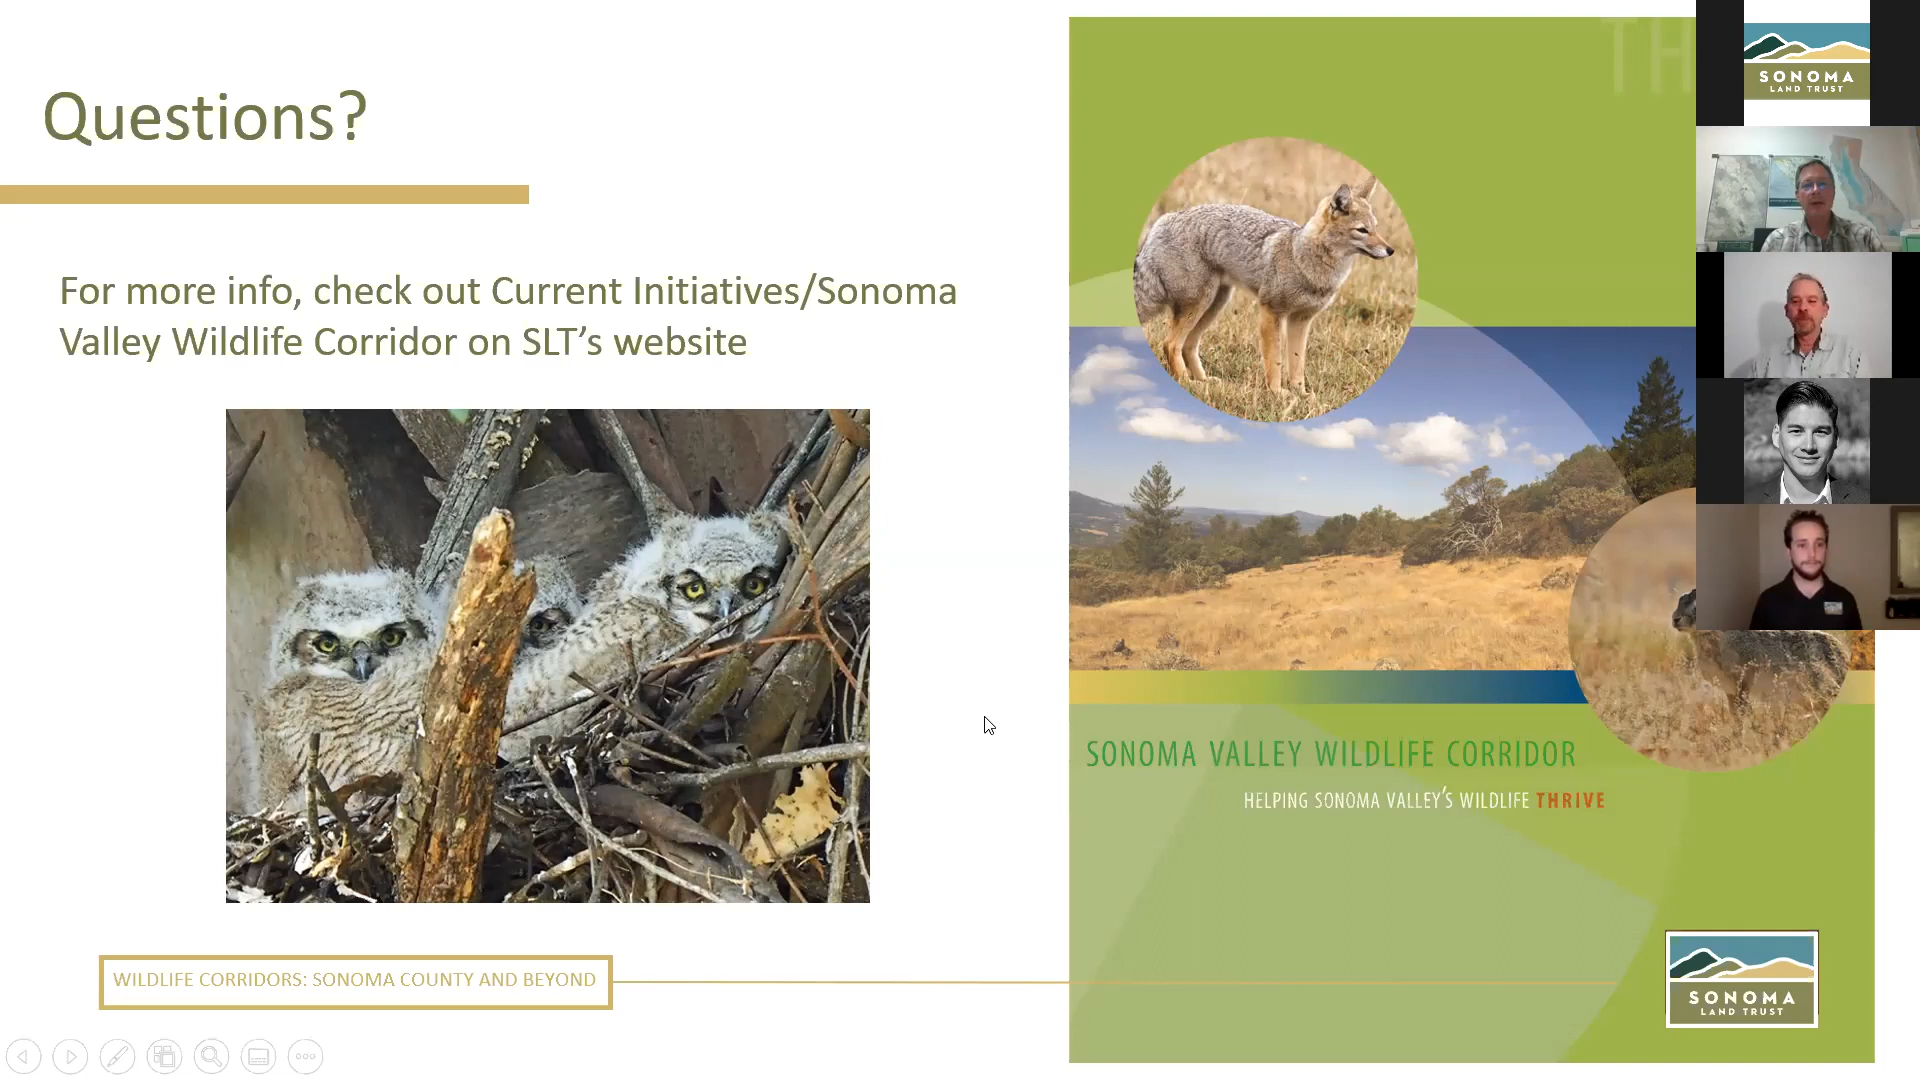 Questions?
For more info, check out Current Initiatives/Sonoma
Valley Wildlife Corridor on SLT’s website
WILDLIFE CORRIDORS: SONOMA COUNTY AND BEYOND
TH
SONOMA VALLEY WILDLIFE CORRIDOR
HELPING SONOMA VALLEY'S WILDLIFE THRIVE
SONOMA
LAND TRUST
SONOMA
LAND TRUST